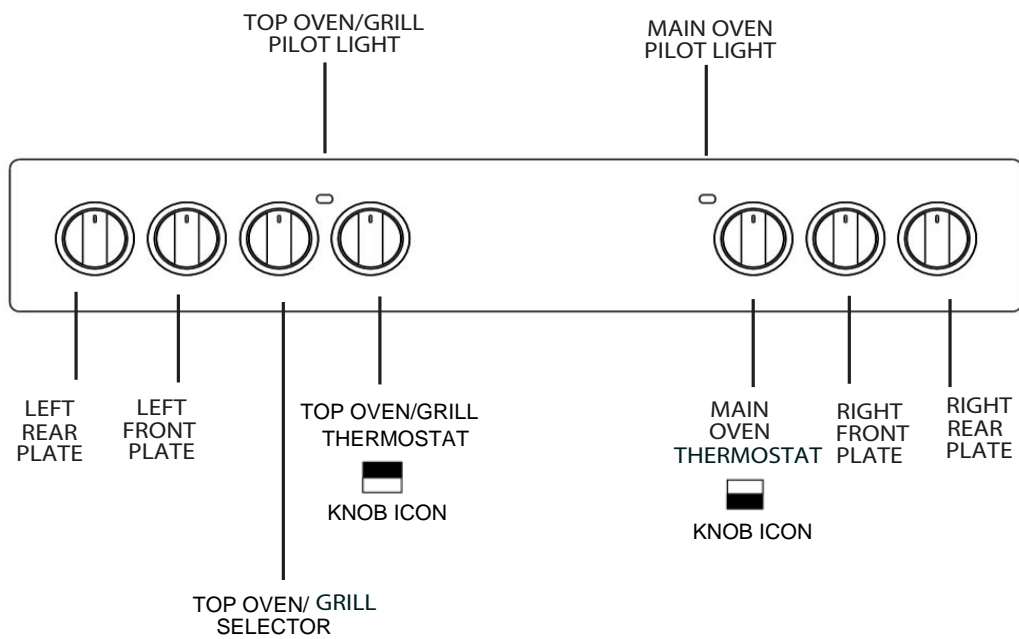 TOP OVEN/GRILL
PILOT LIGHT
MAIN OVEN
PILOT LIGHT
LEFT
REAR
PLATE
LEFT
FRONT
PLATE
TOP OVEN/GRILL
THERMOSTAT
KNOB ICON
MAIN
OVEN
THERMOSTAT
KNOB ICON
RIGHT
FRONT
PLATE
RIGHT
REAR
PLATE
TOP OVEN/ GRILL
SELECTOR